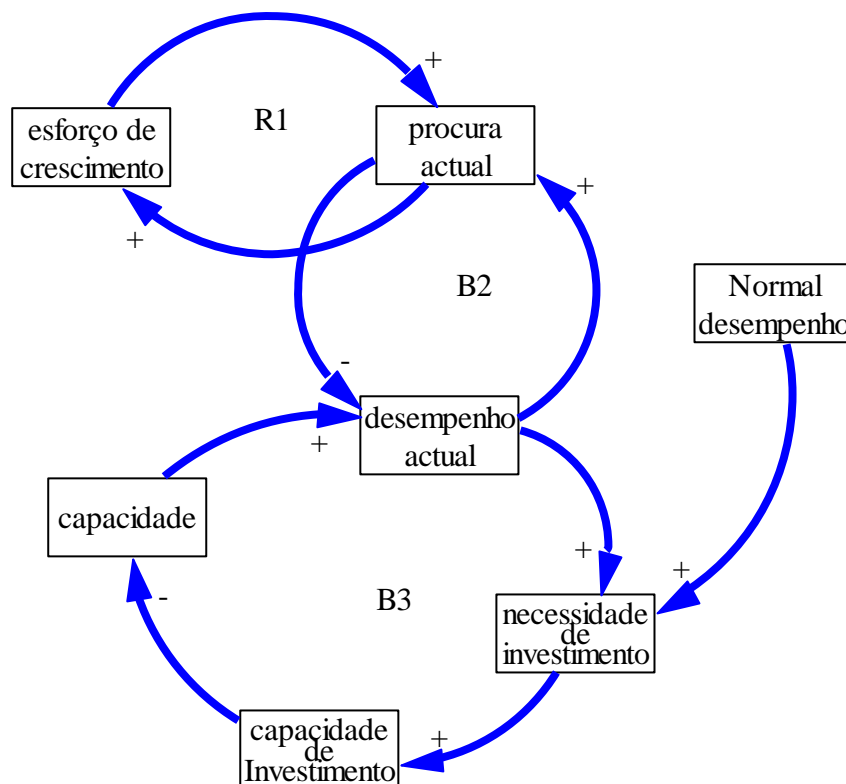 +
R1
esforço de
crescimento
procura
actual
+
+
B2
Normal
desempenho
-
desempenho
actual
+
capacidade
+
+
-
B3
necessidade
de
investimento
+
capacidade
de
Investimento